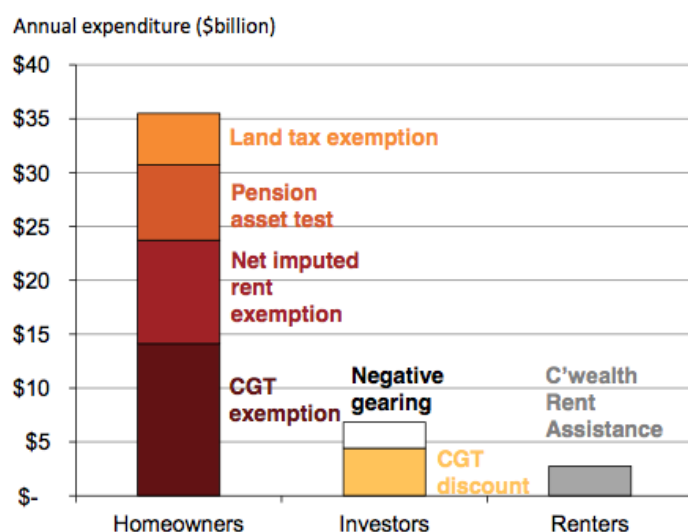 Annual expenditure ($billion)
$40
$35
$30
$25
$20
$15
$10
$5
$-
Land tax exemption
Pension
asset test
Net imputed
rent
exemption
CGT
exemption
Negative
gearing
CGT
discount
C'wealth
Rent
Assistance
Homeowners
Investors
Renters